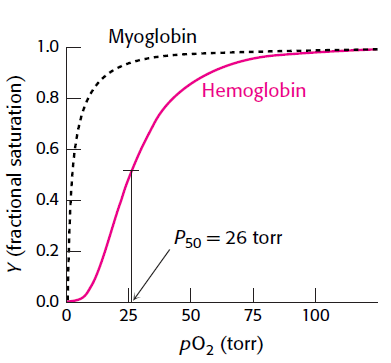 Myoglobin
1.0
Hemoglobin
0.8
0.6
0.4
P50 = 26 torr
0.2
0.0
0 25 50 75 100
pO2 (torr)
Y (fractional saturation)